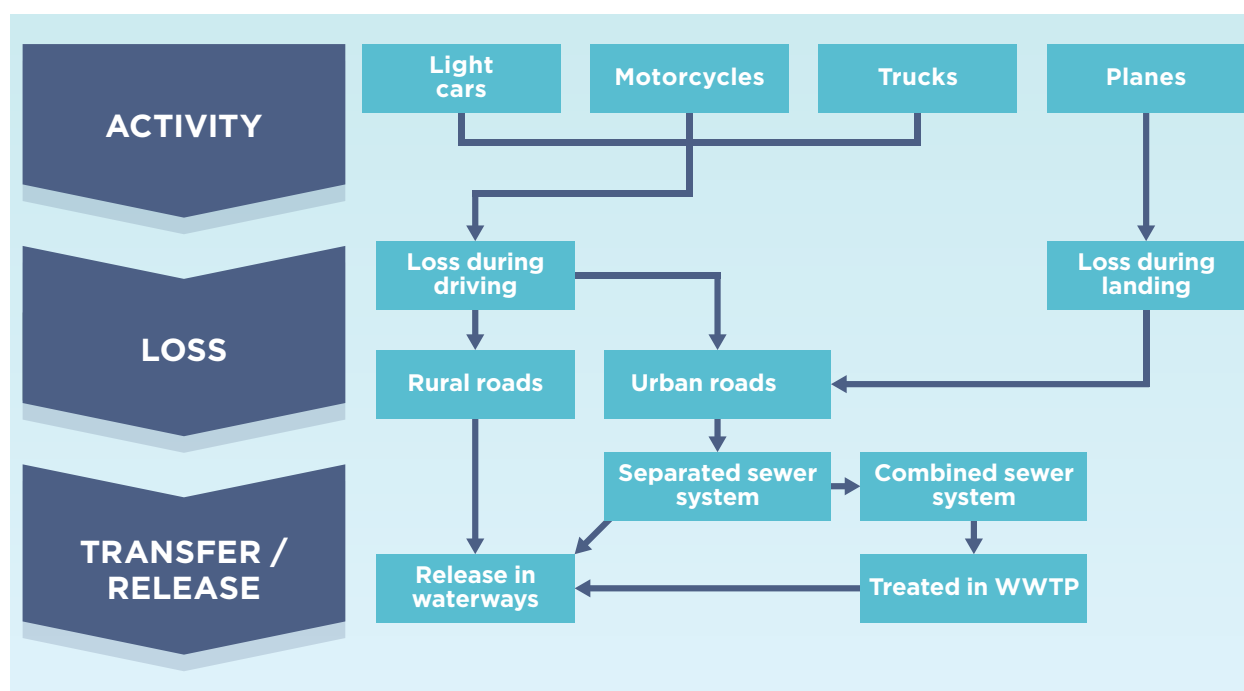 ACTIVITY
Light
cars
Motorcycles
Trucks
Planes
LOSS
Loss during
driving
Loss during
landing
Rural roads
Urban roads
TRANSFER /
RELEASE
Separated sewer
system
Combined sewer
system
Release in
waterways
Treated in WWTP